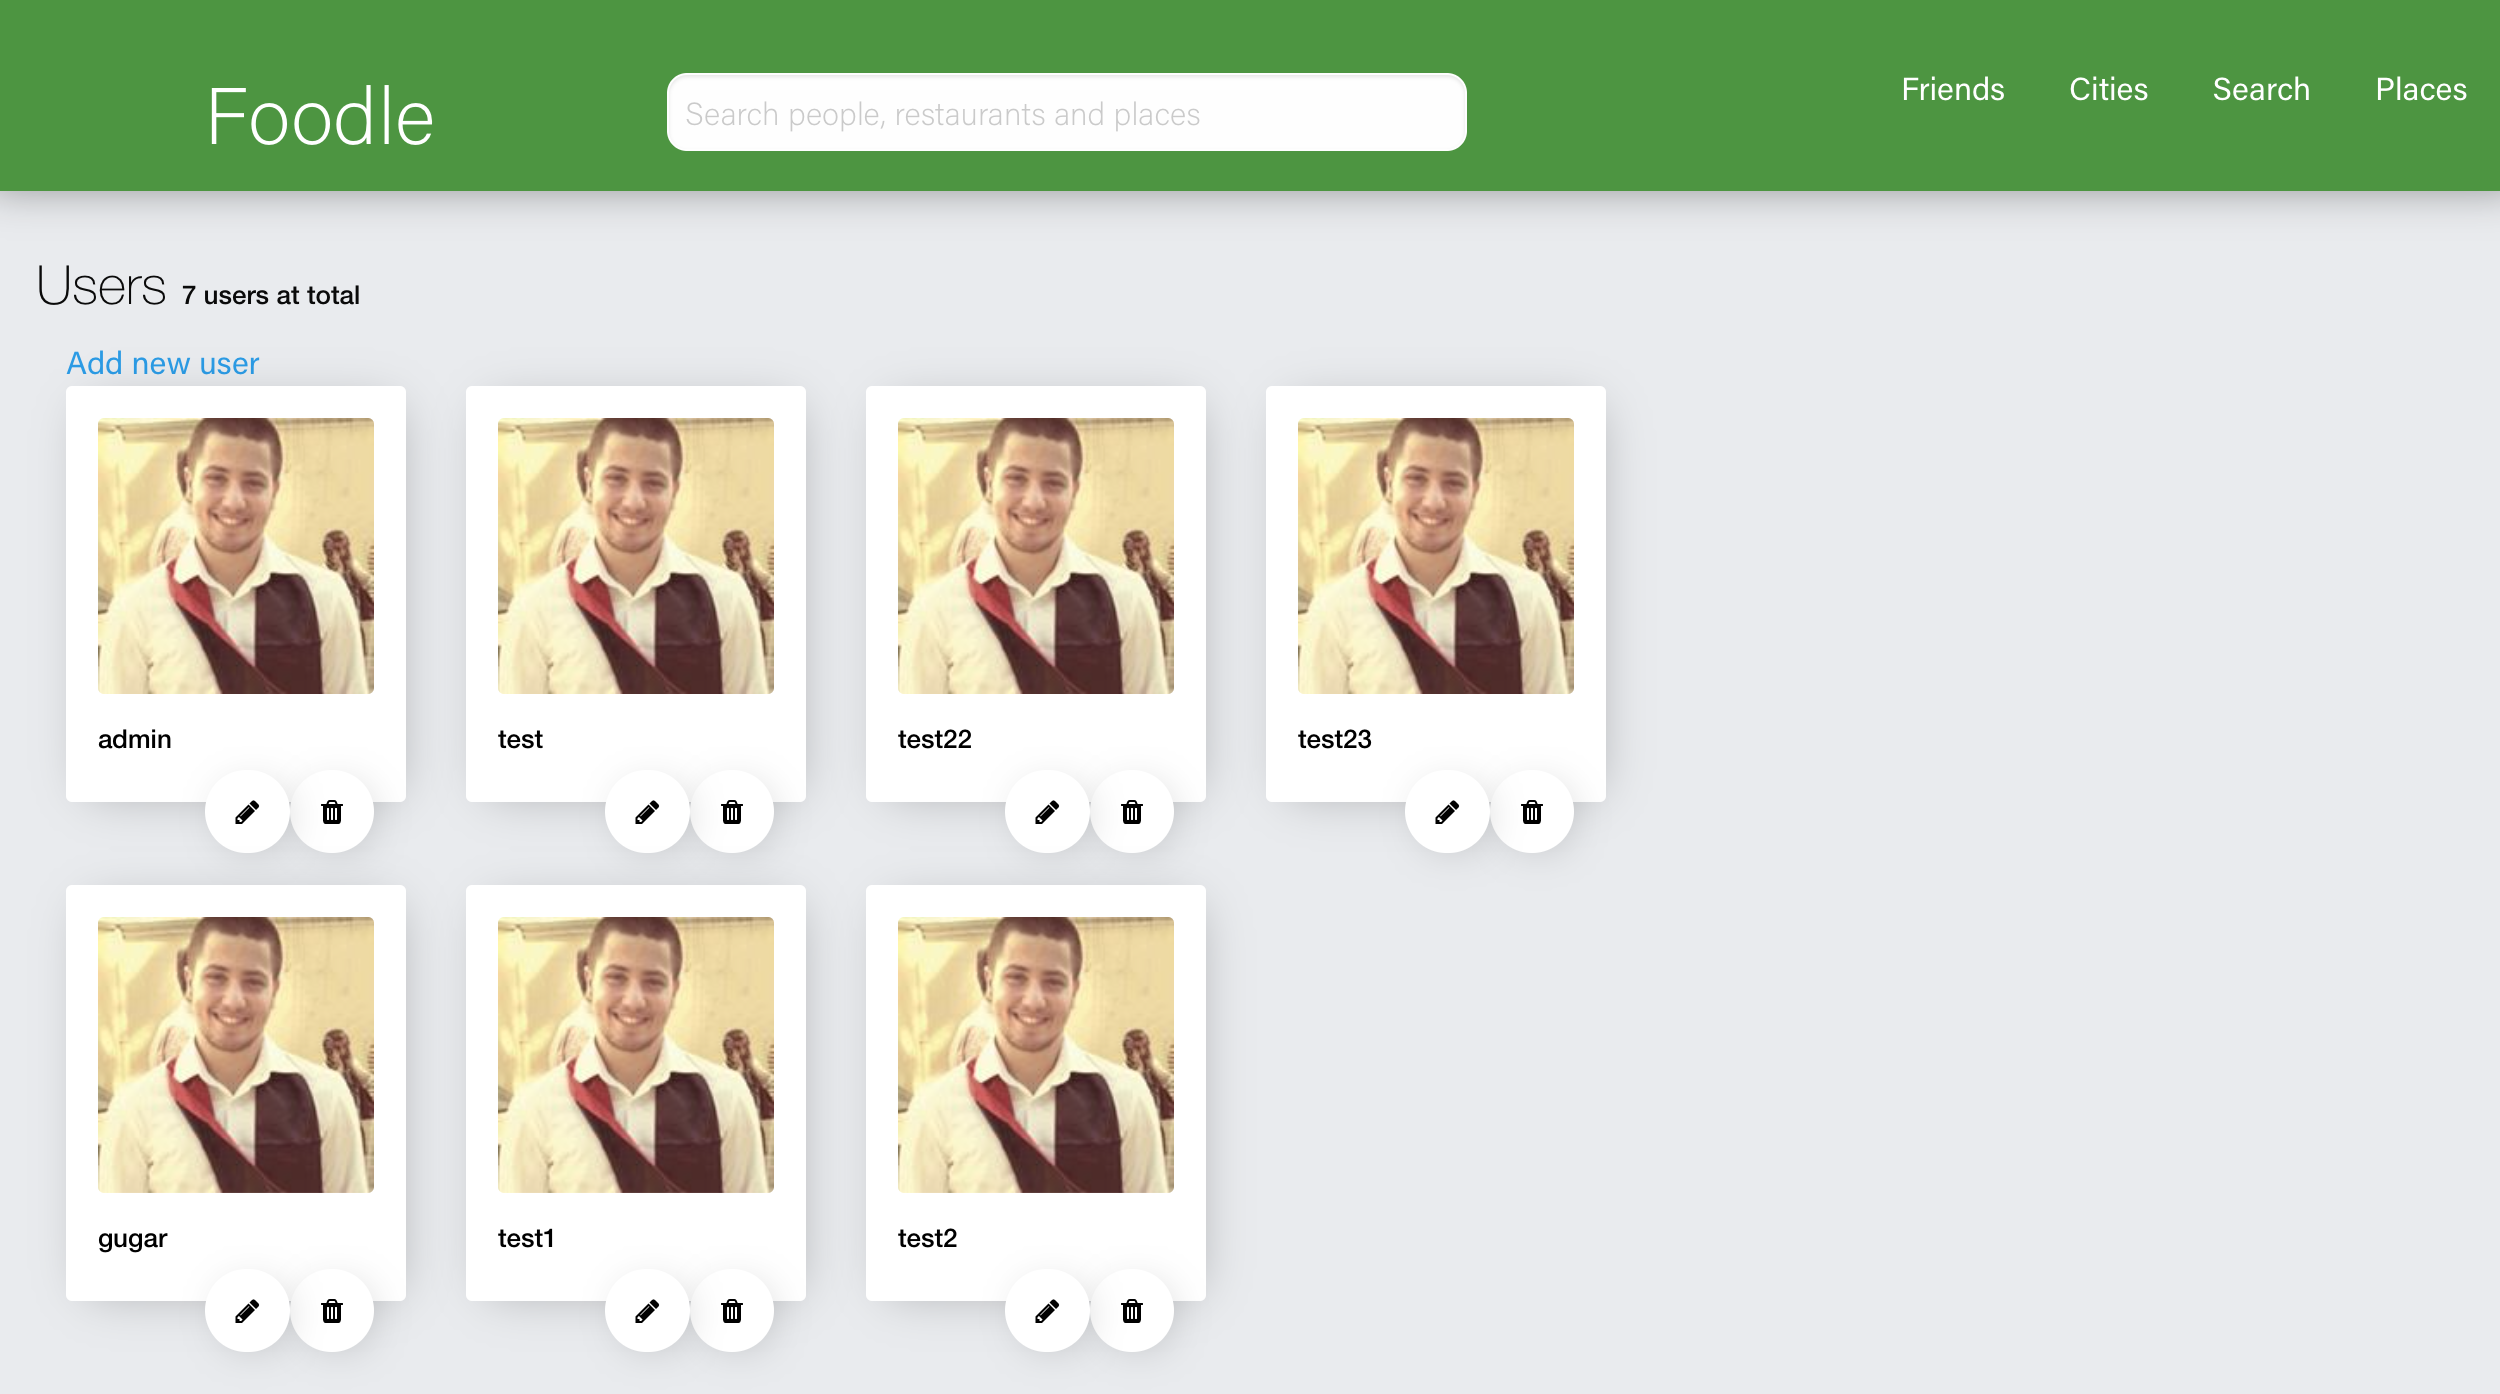 Foodle
Search people, restaurants and places
Friends Cities Search Places
Users 7 users at total
Add new user
admin
test
test22
test23
gugar
test1
test2